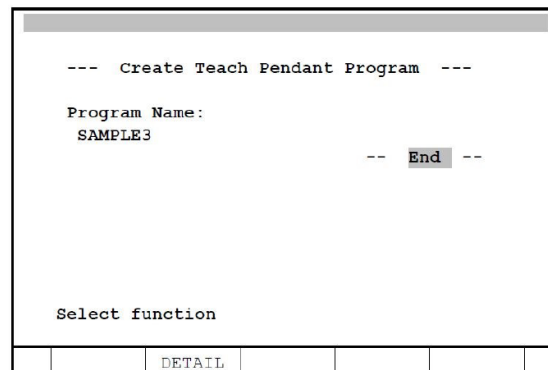 --- Create Teach Pendant Program ---
Program Name:
SAMPLE3
-- End --
Select function
DETAIL